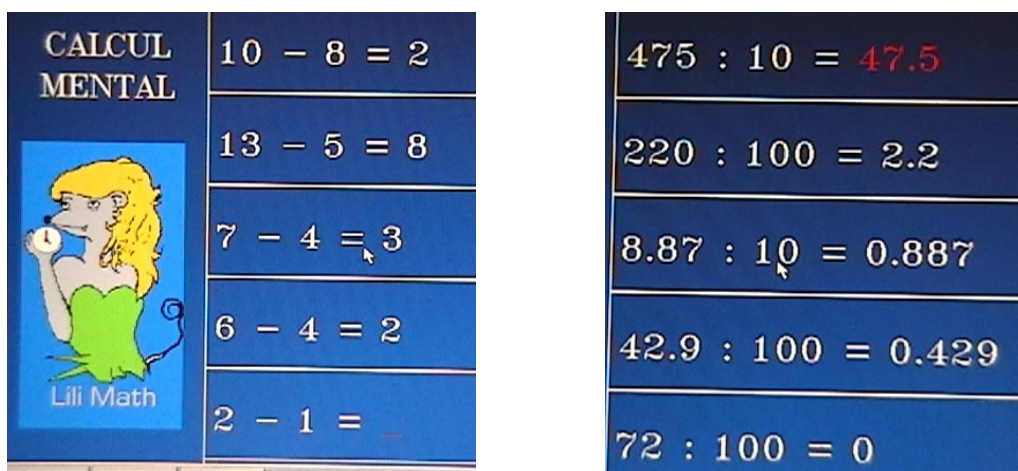 CALCUL
MENTAL
10 - 8 = 2
13 - 5 = 8
7 - 4 = 3
6 - 4 = 2
2 - 1 = _
Lili Math
475 : 10 = 47.5
220 : 100 = 2.2
8.87 : 10 = 0.887
42.9 : 100 = 0.429
72 : 100 = 0